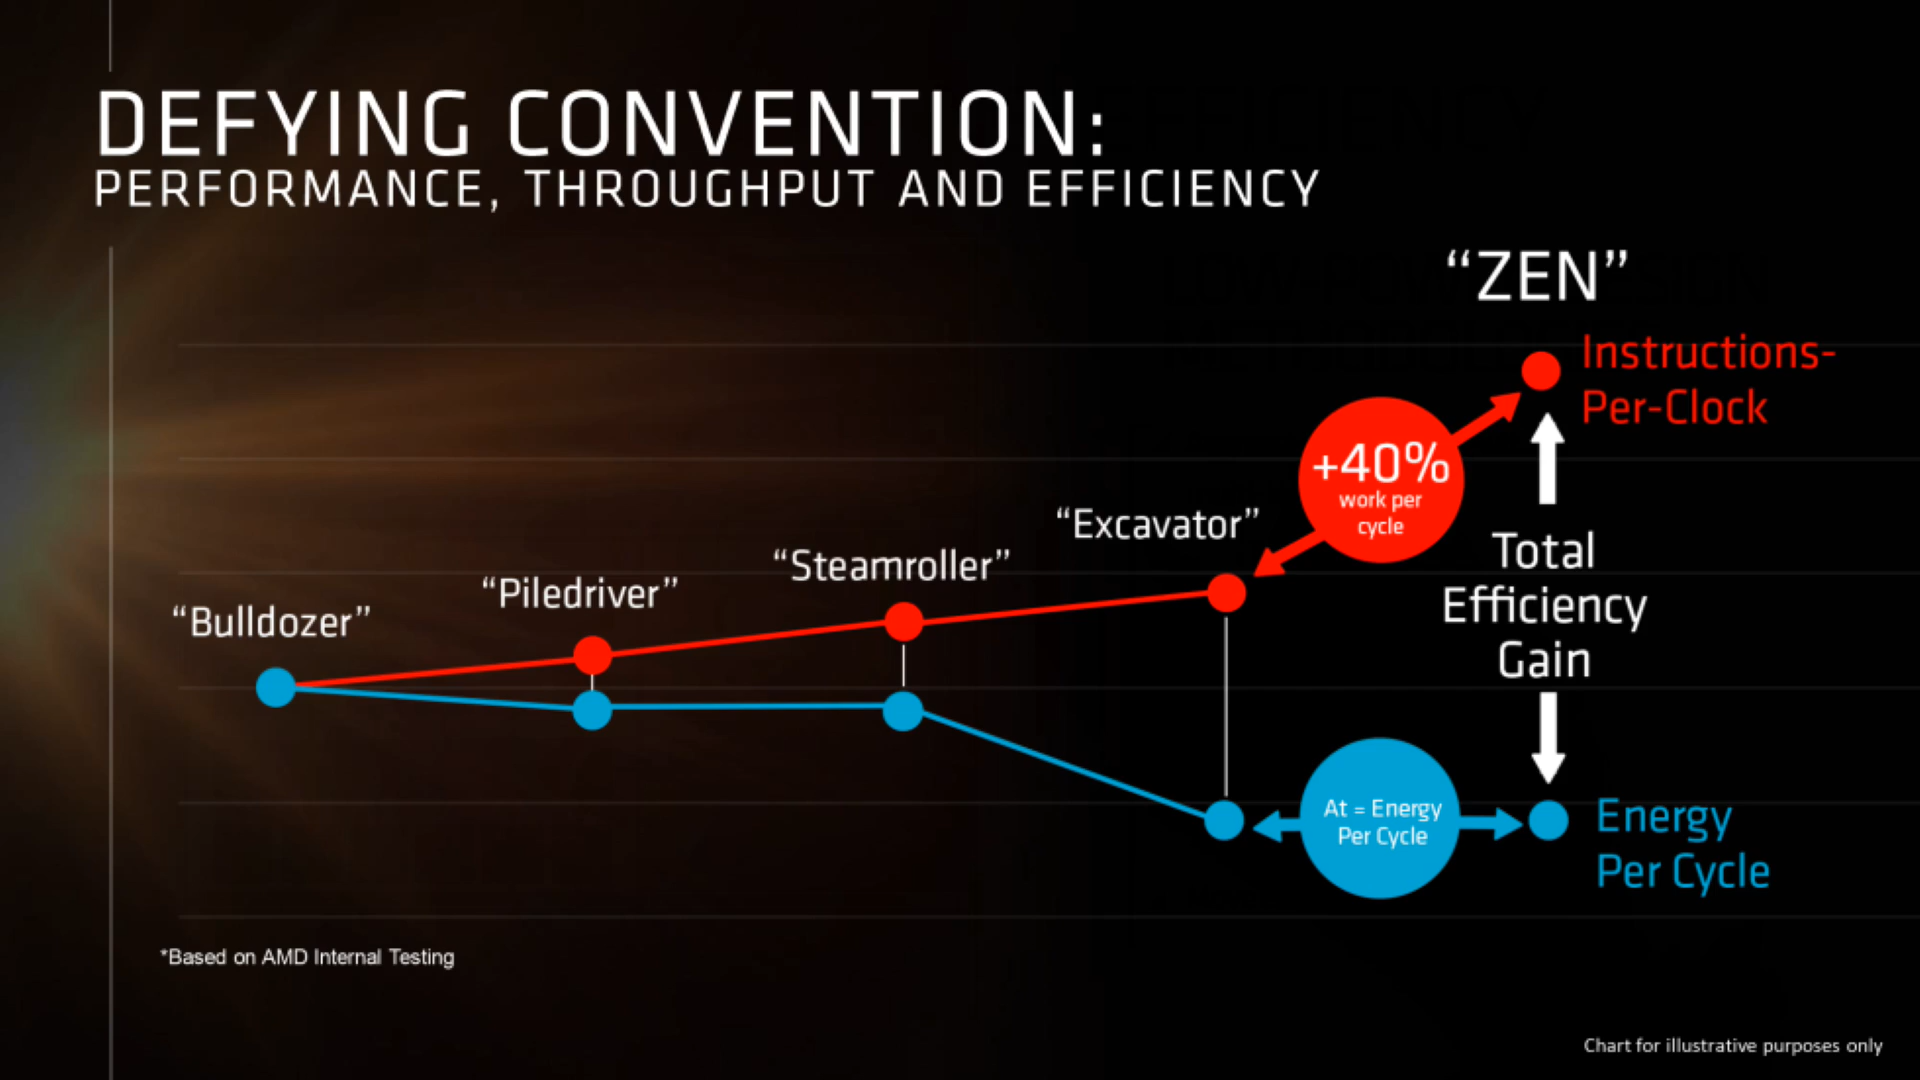 DEFYING CONVENTION:
PERFORMANCE, THROUGHPUT AND EFFICIENCY
“ZEN”
Instructions-
Per-Clock
+40%
work per
cycle
“Excavator”
“Steamroller”
“Piledriver”
“Bulldozer”
Total
Efficiency
Gain
At = Energy
Per Cycle
Energy
Per Cycle
*Based on AMD Internal Testing
Chart for illustrative purposes only